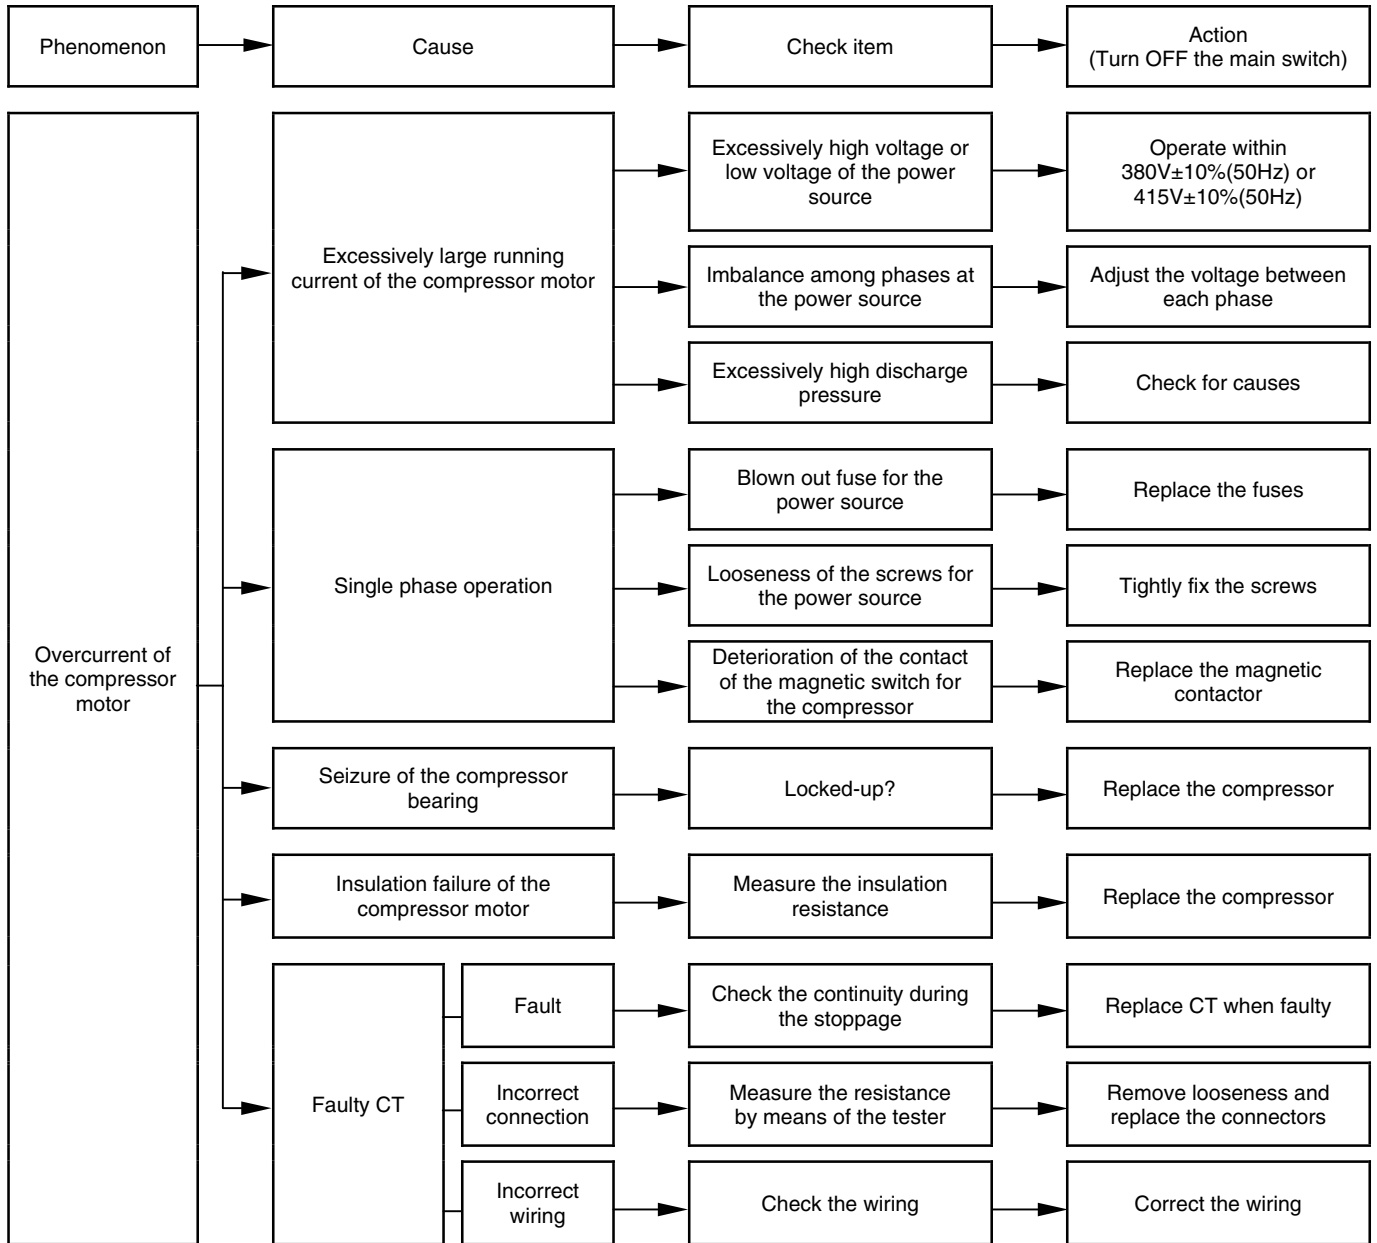 Phenomenon
Cause
Check item
Action
(Turn OFF the main switch)
Overcurrent of
the compressor
motor
Excessively large running
current of the compressor motor
Excessively high voltage or
low voltage of the power
source
Operate within
380V±10%(50Hz) or
415V±10%(50Hz)
Imbalance among phases at
the power source
Adjust the voltage between
each phase
Excessively high discharge
pressure
Check for causes
Single phase operation
Blown out fuse for the
power source
Replace the fuses
Looseness of the screws for
the power source
Tightly fix the screws
Deterioration of the contact
of the magnetic switch for
the compressor
Replace the magnetic
contactor
Seizure of the compressor
bearing
Locked-up?
Replace the compressor
Insulation failure of the
compressor motor
Measure the insulation
resistance
Replace the compressor
Faulty CT
Fault
Check the continuity during
the stoppage
Replace CT when faulty
Incorrect
connection
Measure the resistance
by means of the tester
Remove looseness and
replace the connectors
Incorrect
wiring
Check the wiring
Correct the wiring